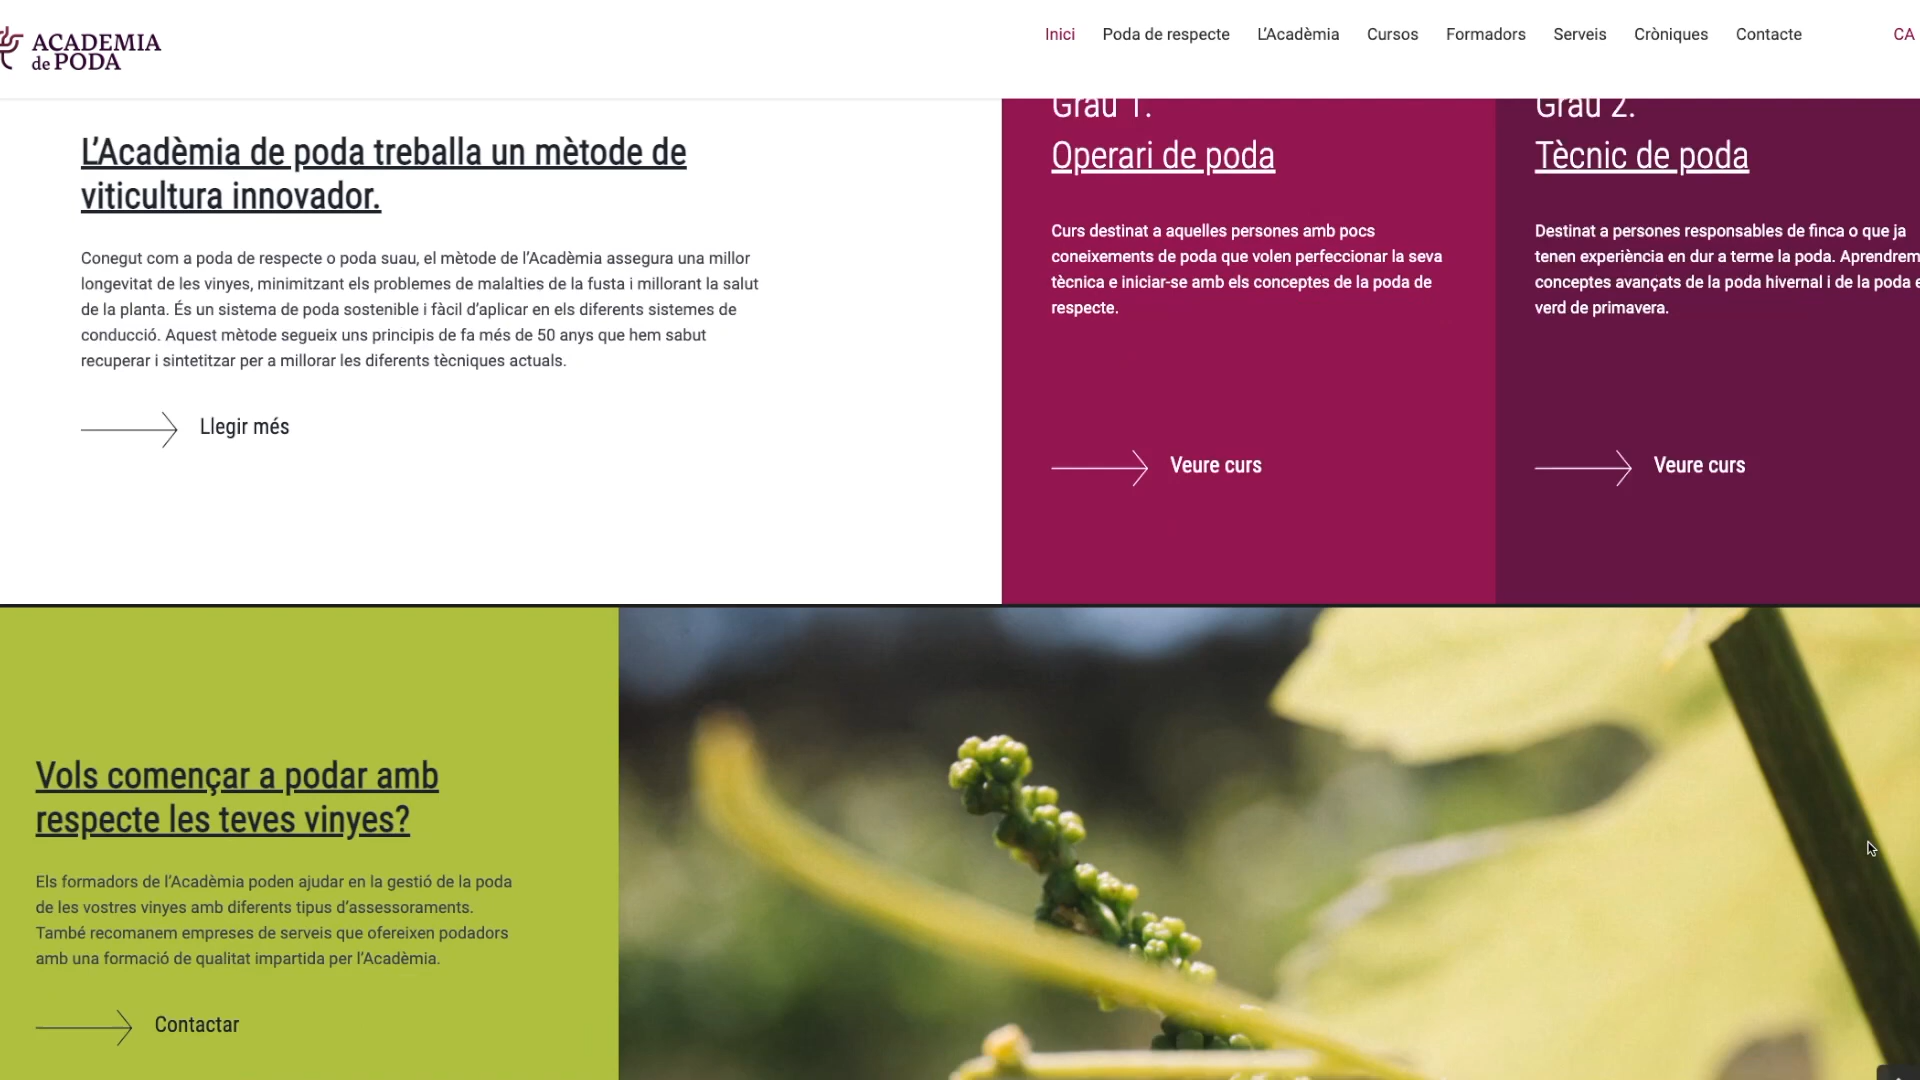 ACADEMIA
de PODA
Inici Poda de respecte L'Acadèmia Cursos Formadors Serveis Cròniques Contacte CA
L'Acadèmia de poda treballa un mètode de
viticultura innovador.
Conegut com a poda de respecte o poda suau, el mètode de l'Acadèmia assegura una millor
longevitat de les vinyes, minimitzant els problemes de malalties de la fusta i millorant la salut
de la planta. És un sistema de poda sostenible i fàcil d'aplicar en els diferents sistemes de
conducció. Aquest mètode segueix uns principis de fa més de 50 anys que hem sabut
recuperar i sintetitzar per a millorar les diferents tècniques actuals.
Llegir més
Grau 1.
Operari de poda
Curs destinat a aquelles persones amb pocs
coneixements de poda que volen perfeccionar la seva
tècnica e iniciar-se amb els conceptes de la poda de
respecte.
Veure curs
Grau 2.
Tècnic de poda
Destinat a persones responsables de finca o que ja
tenen experiència en dur a terme la poda. Aprendrem
conceptes avançats de la poda hivernal i de la poda e
verd de primavera.
Veure curs
Vols començar a podar amb
respecte les teves vinyes?
Els formadors de l'Acadèmia poden ajudar en la gestió de la poda
de les vostres vinyes amb diferents tipus d'assessoraments.
També recomanem empreses de serveis que ofereixen podadors
amb una formació de qualitat impartida per l'Acadèmia.
Contactar